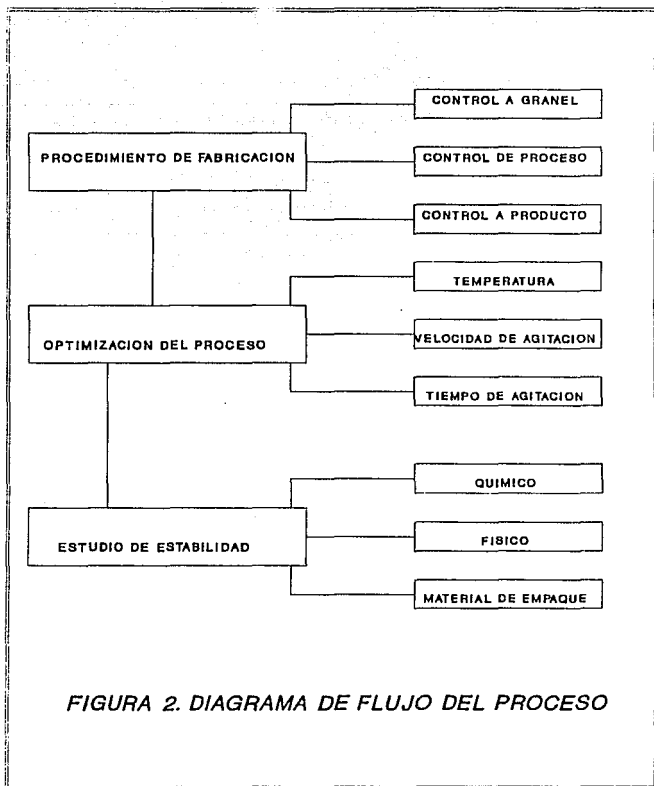 CONTROL A GRANEL
PROCEDIMIENTO DE FABRICACION
CONTROL DE PROCESO
CONTROL A PRODUCTO
TEMPERATURA
OPTIMIZACION DEL PROCESO
VELOCIDAD DE AGITACION
TIEMPO DE AGITACION
QUIMICO
ESTUDIO DE ESTABILIDAD
FISICO
MATERIAL DE EMPAQUE
FIGURA 2. DIAGRAMA DE FLUJO DEL PROCESO